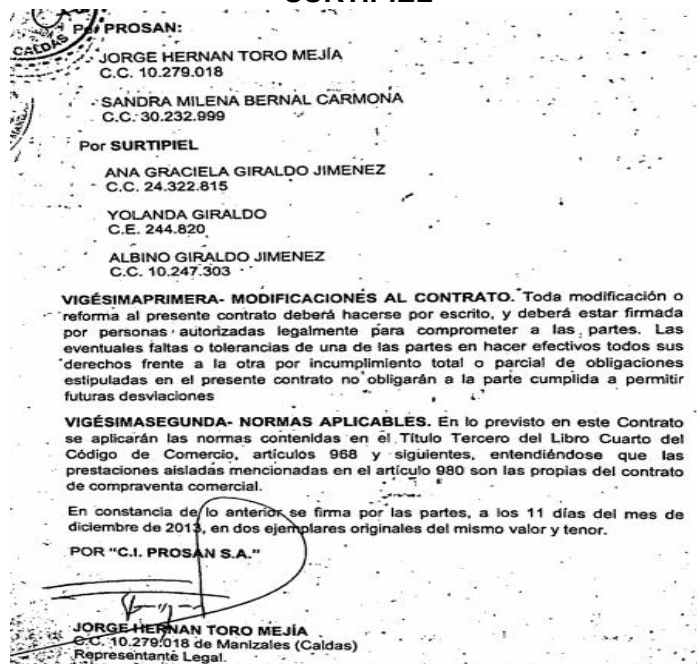 SURTIPIEL
Por PROSAN:
CALDAS
JORGE HERNAN TORO MEJÍA
C.C. 10.279.018
SANDRA MILENA BERNAL CARMONA
C.C. 30.232.999
Por SURTIPIEL
ANA GRACIELA GIRALDO JIMENEZ
C.C. 24.322.815
YOLANDA GIRALDO
C.E. 244.820
ALBINO GIRALDO JIMENEZ
C.C. 10.247.303
VIGÉSIMAPRIMERA- MODIFICACIONES AL CONTRATO. Toda modificación o
reforma al presente contrato deberá hacerse por escrito, y deberá estar firmada
por personas autorizadas legalmente para comprometer a las partes. Las
eventuales faltas o tolerancias de una de las partes en hacer efectivos todos sus
derechos frente a la otra por incumplimiento total o parcial de obligaciones
estipuladas en el presente contrato no obligarán a la parte cumplida a permitir
futuras desviaciones
VIGÉSIMASEGUNDA- NORMAS APLICABLES. En lo previsto en este Contrato
se aplicarán las normas contenidas en el Título Tercero del Libro Cuarto del
Código de Comercio, artículos 968 y siguientes, entendiéndose que las
prestaciones aisladas mencionadas en el artículo 980 son las propias del contrato
de compraventa comercial.
En constancia de lo anterior se firma por las partes, a los 11 días del mes de
diciembre de 2013, en dos ejemplares originales del mismo valor y tenor.
POR "C.I. PROSAN S.A."
JORGE HERNAN TORO MEJÍA
C.C. 10.279.018 de Manizales (Caldas)
Representante Legal.